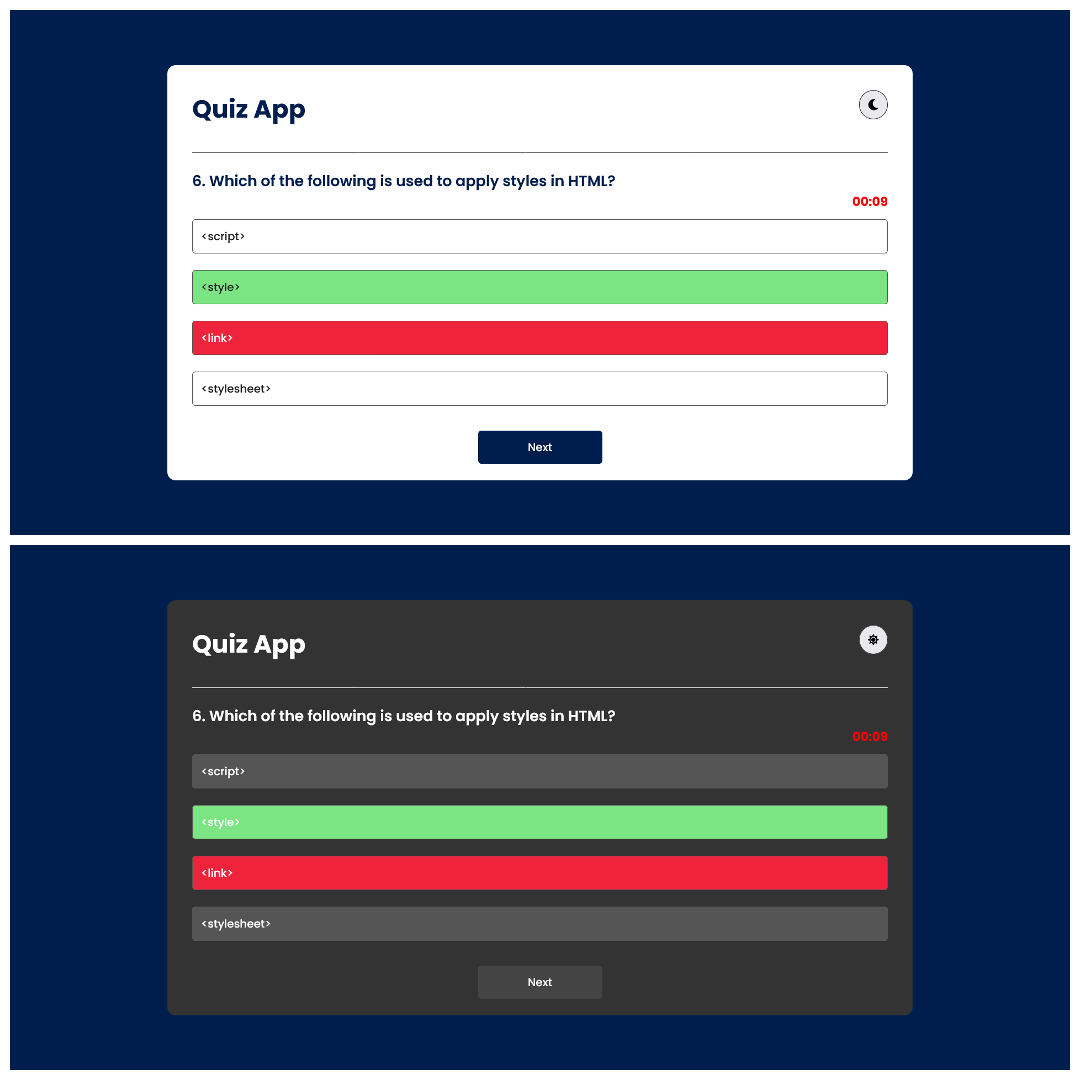 Quiz App
6. Which of the following is used to apply styles in HTML?
00:09
<script>
<style>
<link>
<stylesheet>
Next
Quiz App
6. Which of the following is used to apply styles in HTML?
00:09
<script>
<style>
<link>
<stylesheet>
Next